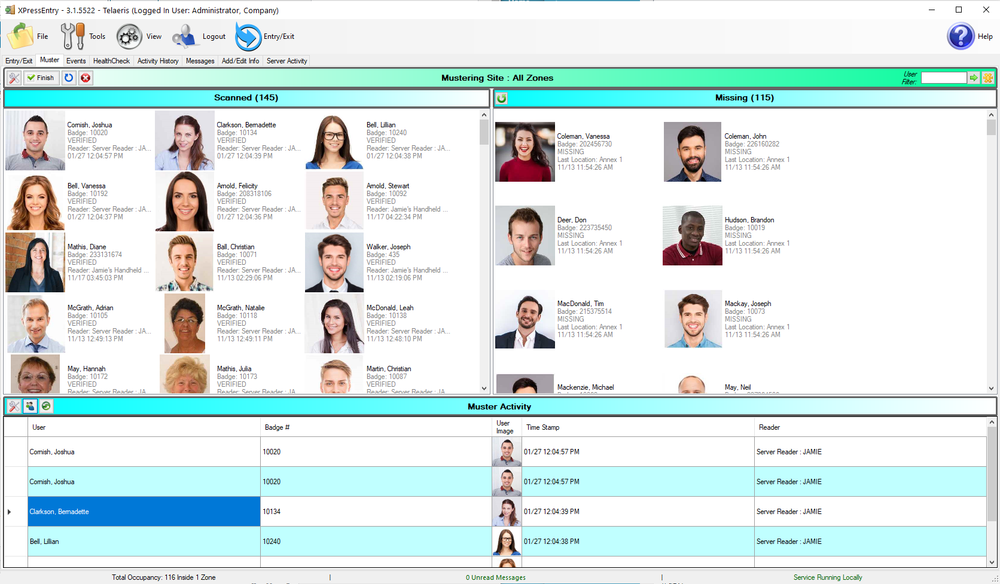 XPressEntry - 3.1.5522 - Telaeris (Logged In User: Administrator, Company)
File
Tools
View
Logout
Entry/Exit
Help
Entry/Exit Muster Events HealthCheck Activity History Messages Add/Edit Info Server Activity
Finish
Mustering Site : All Zones
User
Filter:
Scanned (145)
Missing (115)
Cornish, Joshua
Badge: 10020
VERIFIED
Reader: Server Reader : JA...
01/27 12:04:57 PM
Clarkson, Bernadette
Badge: 10134
VERIFIED
Reader: Server Reader : JA...
01/27 12:04:39 PM
Bell, Lillian
Badge: 10240
VERIFIED
Reader: Server Reader : JA...
01/27 12:04:38 PM
Bell, Vanessa
Badge: 10192
VERIFIED
Reader: Server Reader : JA...
01/27 12:04:37 PM
Arnold, Felicity
Badge: 208318106
VERIFIED
Reader: Server Reader : JA...
01/27 12:04:36 PM
Arnold, Stewart
Badge: 10092
VERIFIED
Reader: Jamie's Handheld ...
11/17 04:22:34 PM
Mathis, Diane
Badge: 233131674
VERIFIED
Reader: Jamie's Handheld ...
11/17 03:45:03 PM
Ball, Christian
Badge: 10071
VERIFIED
Reader: Server Reader : JA...
11/13 02:29:06 PM
Walker, Joseph
Badge: 435
VERIFIED
Reader: Jamie's Handheld ...
11/13 02:19:06 PM
McGrath, Adrian
Badge: 10105
VERIFIED
Reader: Server Reader : JA...
11/13 12:49:13 PM
McGrath, Natalie
Badge: 10118
VERIFIED
Reader: Server Reader : JA...
11/13 12:49:11 PM
McDonald, Leah
Badge: 10138
VERIFIED
Reader: Server Reader : JA...
11/13 12:48:10 PM
May, Hannah
Badge: 10172
VERIFIED
Reader: Server Reader : JA...
Mathis, Julia
Badge: 10173
VERIFIED
Reader: Server Reader : JA...
Martin, Christian
Badge: 10087
VERIFIED
Reader: Server Reader : JA...
Coleman, Vanessa
Badge: 202456730
MISSING
Last Location: Annex 1
11/13 11:54:26 AM
Coleman, John
Badge: 226160282
MISSING
Last Location: Annex 1
11/13 11:54:26 AM
Deer, Don
Badge: 223735450
MISSING
Last Location: Annex 1
11/13 11:54:26 AM
Hudson, Brandon
Badge: 10019
MISSING
Last Location: Annex 1
11/13 11:54:26 AM
MacDonald, Tim
Badge: 215375514
MISSING
Last Location: Annex 1
11/13 11:54:26 AM
Mackay, Joseph
Badge: 10073
MISSING
Last Location: Annex 1
11/13 11:54:26 AM
Mackenzie, Michael
May, Neil
Muster Activity
User Badge # User Image Time Stamp Reader
Cornish, Joshua 10020 01/27 12:04:57 PM Server Reader : JAMIE
Cornish, Joshua 10020 01/27 12:04:57 PM Server Reader : JAMIE
Clarkson, Bernadette 10134 01/27 12:04:39 PM Server Reader : JAMIE
Bell, Lillian 10240 01/27 12:04:38 PM Server Reader : JAMIE
Total Occupancy: 116 Inside 1 Zone
0 Unread Messages
Service Running Locally